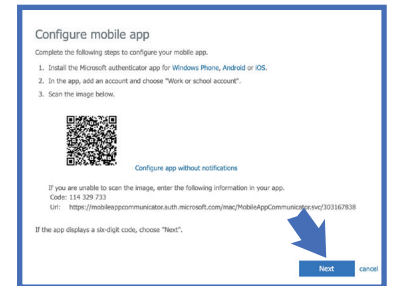 Configure mobile app
Complete the following steps to configure your mobile app.
1. Install the Microsoft authenticator app for Windows Phone, Android or iOS.
2. In the app, add an account and choose "Work or school account".
3. Scan the image below.
Configure app without notifications
If you are unable to scan the image, enter the following information in your app.
Code: 114 329 733
Url: https://mobileappcommunicator.auth.microsoft.com/mac/MobileAppCommunicator.svc/303167838
If the app displays a six-digit code, choose "Next".
Next cancel